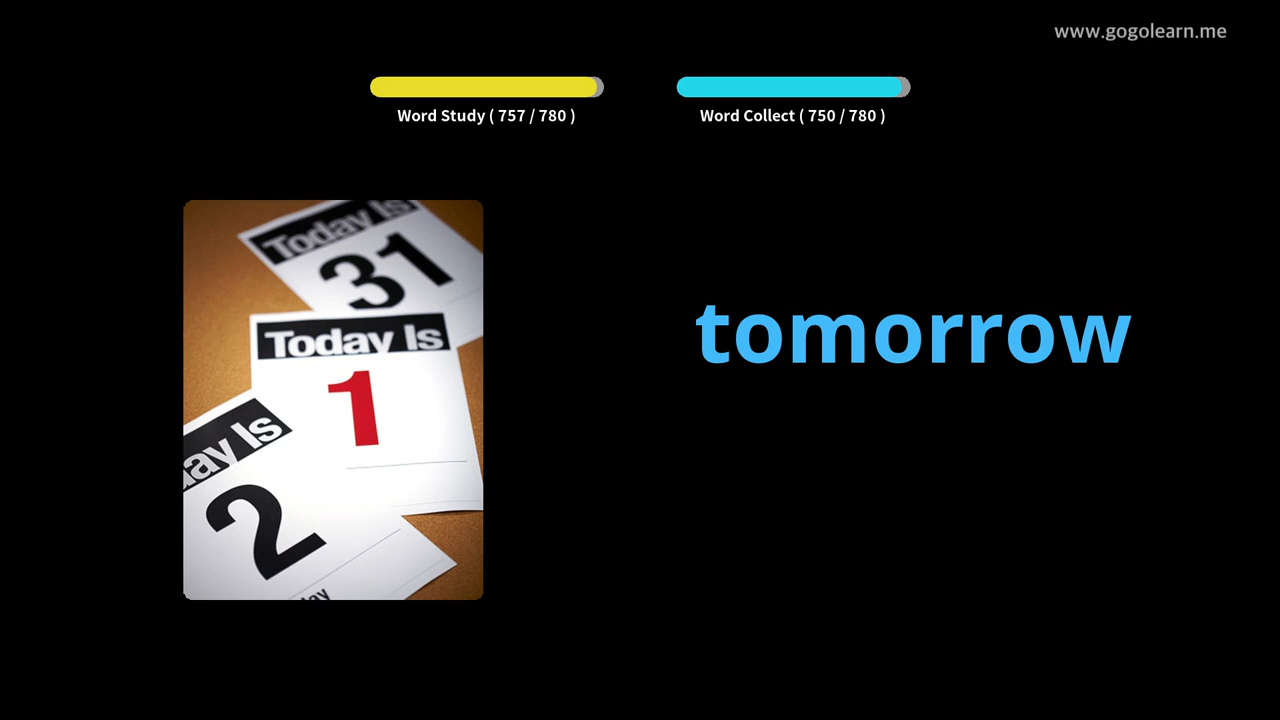 www.gogolearn.me
Word Study ( 757 / 780 )
Word Collect ( 750 / 780 )
Today Is
31
Today Is
1
tomorrow
ay Is
2
ay